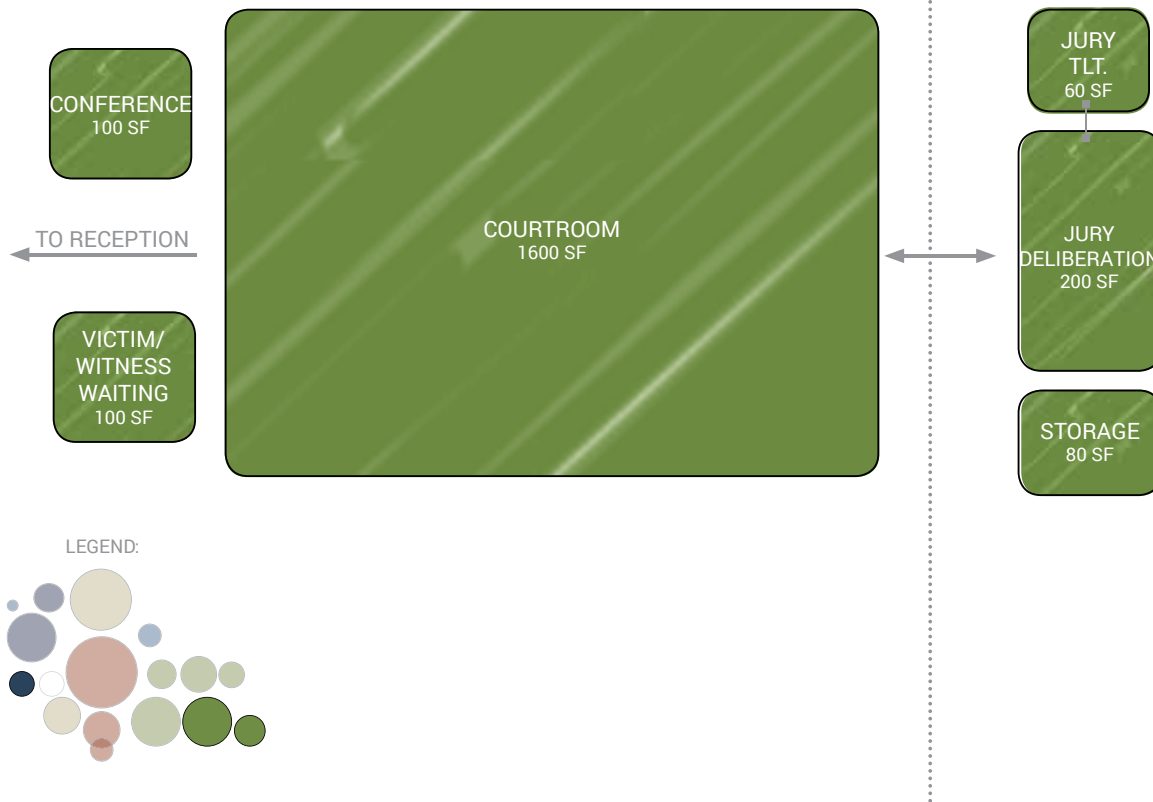 CONFERENCE
100 SF
TO RECEPTION
VICTIM/
WITNESS
WAITING
100 SF
COURTROOM
1600 SF
JURY
TLT.
60 SF
JURY
DELIBERATION
200 SF
STORAGE
80 SF
LEGEND: